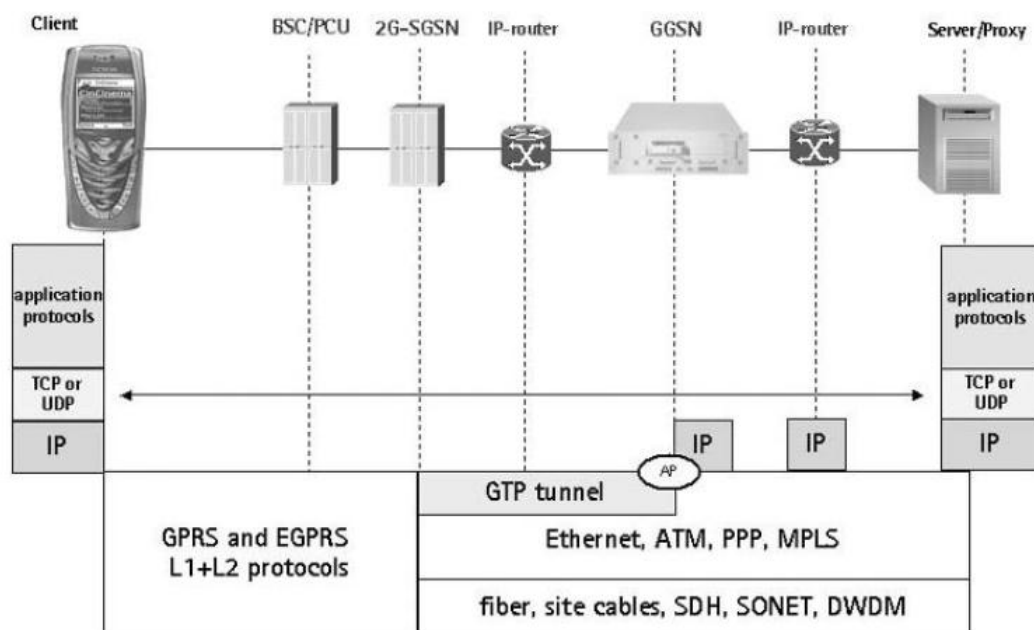 Client
BSC/PCU
2G-SGSN
IP-router
GGSN
IP-router
Server/Proxy
application
protocols
application
protocols
TCP or
UDP
TCP or
UDP
IP
IP
IP
IP
AP
GTP tunnel
GPRS and EGPRS
L1+L2 protocols
Ethernet, ATM, PPP, MPLS
fiber, site cables, SDH, SONET, DWDM